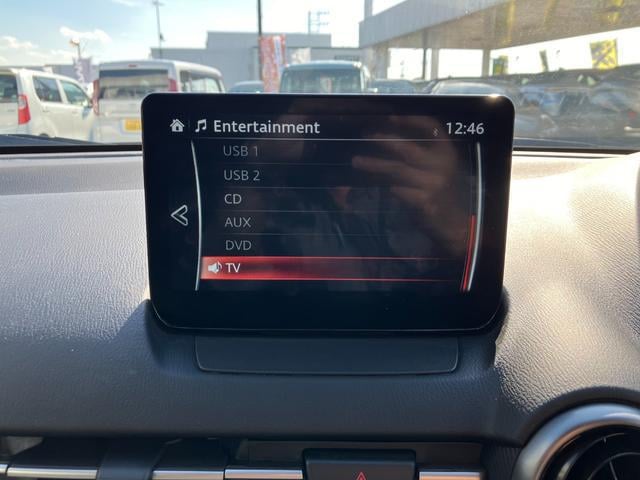 Entertainment 12:46
USB 1
USB 2
CD
AUX
DVD
TV